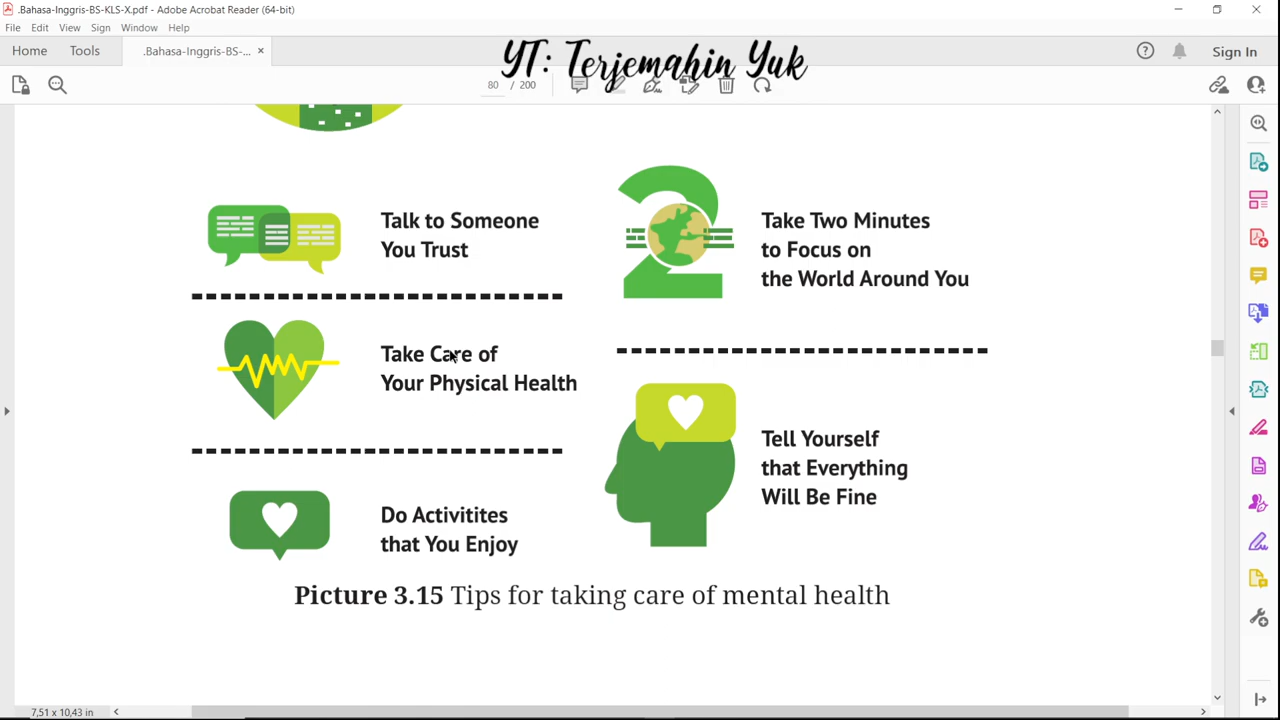 .Bahasa-Inggris-BS-KLS-X.pdf - Adobe Acrobat Reader (64-bit)
File Edit View Sign Window Help
Home Tools .Bahasa-Inggris-BS-... × Sign In
YT: Terjemahin Yuk
80 / 200
Talk to Someone
You Trust
Take Care of
Your Physical Health
Do Activitites
that You Enjoy
2
Take Two Minutes
to Focus on
the World Around You
Tell Yourself
that Everything
Will Be Fine
Picture 3.15 Tips for taking care of mental health
7,51 x 10,43 in